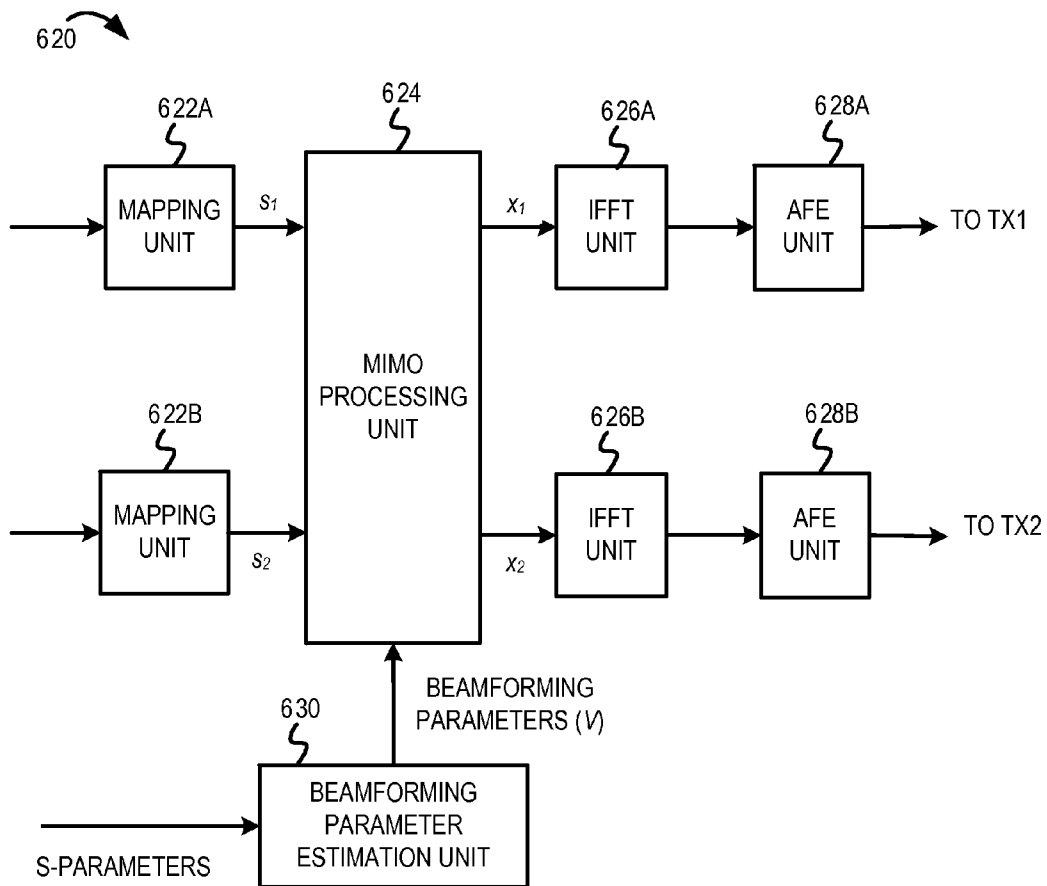 620
622A
624
626A
628A
MAPPING
UNIT
s1
x1
IFFT
UNIT
AFE
UNIT
TO TX1
MIMO
PROCESSING
UNIT
622B
626B
628B
MAPPING
UNIT
s2
x2
IFFT
UNIT
AFE
UNIT
TO TX2
BEAMFORMING
PARAMETERS (V)
630
BEAMFORMING
PARAMETER
ESTIMATION UNIT
S-PARAMETERS